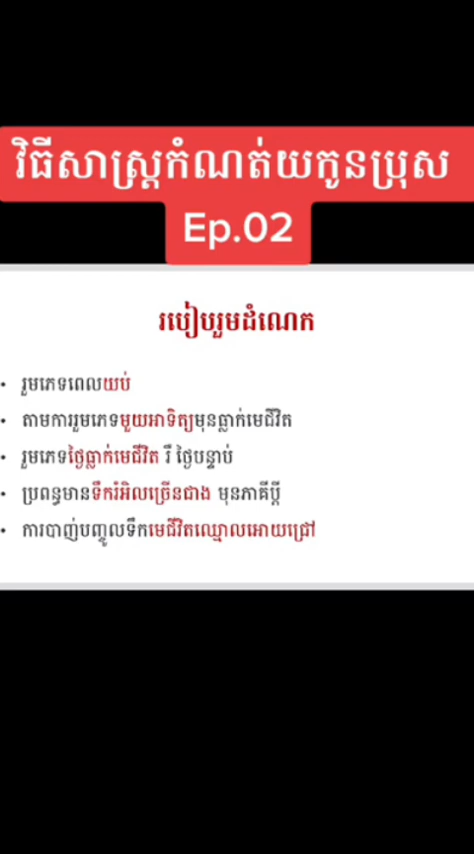 វិធីសាស្ត្រកំណត់យកកូនប្រុស
Ep.02
របៀបរួមដំណេក
• រួមភេទពេលយប់
• តាមការរួមភេទមួយអាទិត្យមុនធ្លាក់មេជីវិត
• រួមភេទថ្ងៃធ្លាក់មេជីវិត រឺ ថ្ងៃបន្ទាប់
• ប្រពន្ធមានទឹករំអិលច្រើនជាង មុនភាគីប្តី
• ការបាញ់បញ្ចូលទឹកមេជីវិតឈ្មោលអោយជ្រៅ